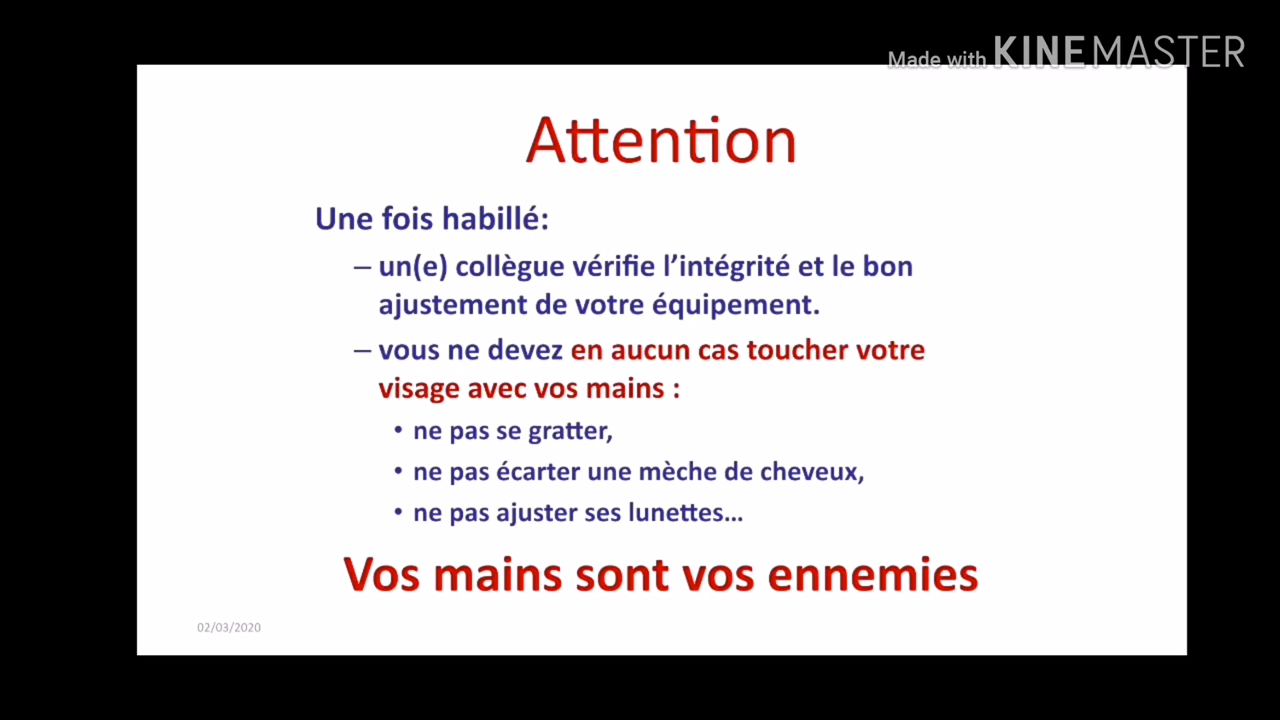 Made with KINEMASTER
Attention
Une fois habillé:
– un(e) collègue vérifie l’intégrité et le bon
ajustement de votre équipement.
– vous ne devez en aucun cas toucher votre
visage avec vos mains :
• ne pas se gratter,
• ne pas écarter une mèche de cheveux,
• ne pas ajuster ses lunettes…
Vos mains sont vos ennemies
02/03/2020